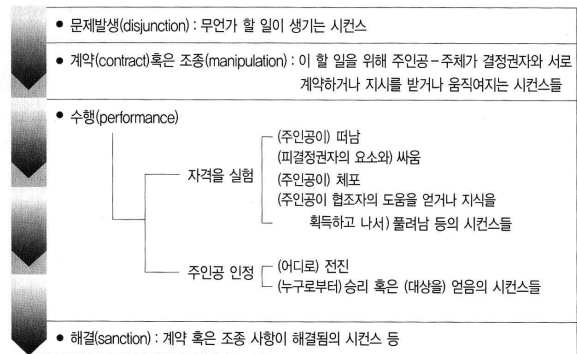 ● 문제발생(disjunction) : 무언가 할 일이 생기는 시컨스
● 계약(contract)혹은 조종(manipulation) : 이 할 일을 위해 주인공-주체가 결정권자와 서로
계약하거나 지시를 받거나 움직여지는 시컨스들
● 수행(performance)
자격을 실험
(주인공이) 떠남
(피결정권자의 요소와) 싸움
(주인공이) 체포
(주인공이 협조자의 도움을 얻거나 지식을
획득하고 나서) 풀려남 등의 시컨스들
주인공 인정
(어디로) 전진
(누구로부터) 승리 혹은 (대상을) 얻음의 시컨스들
● 해결(sanction) : 계약 혹은 조종 사항이 해결됨의 시컨스 등